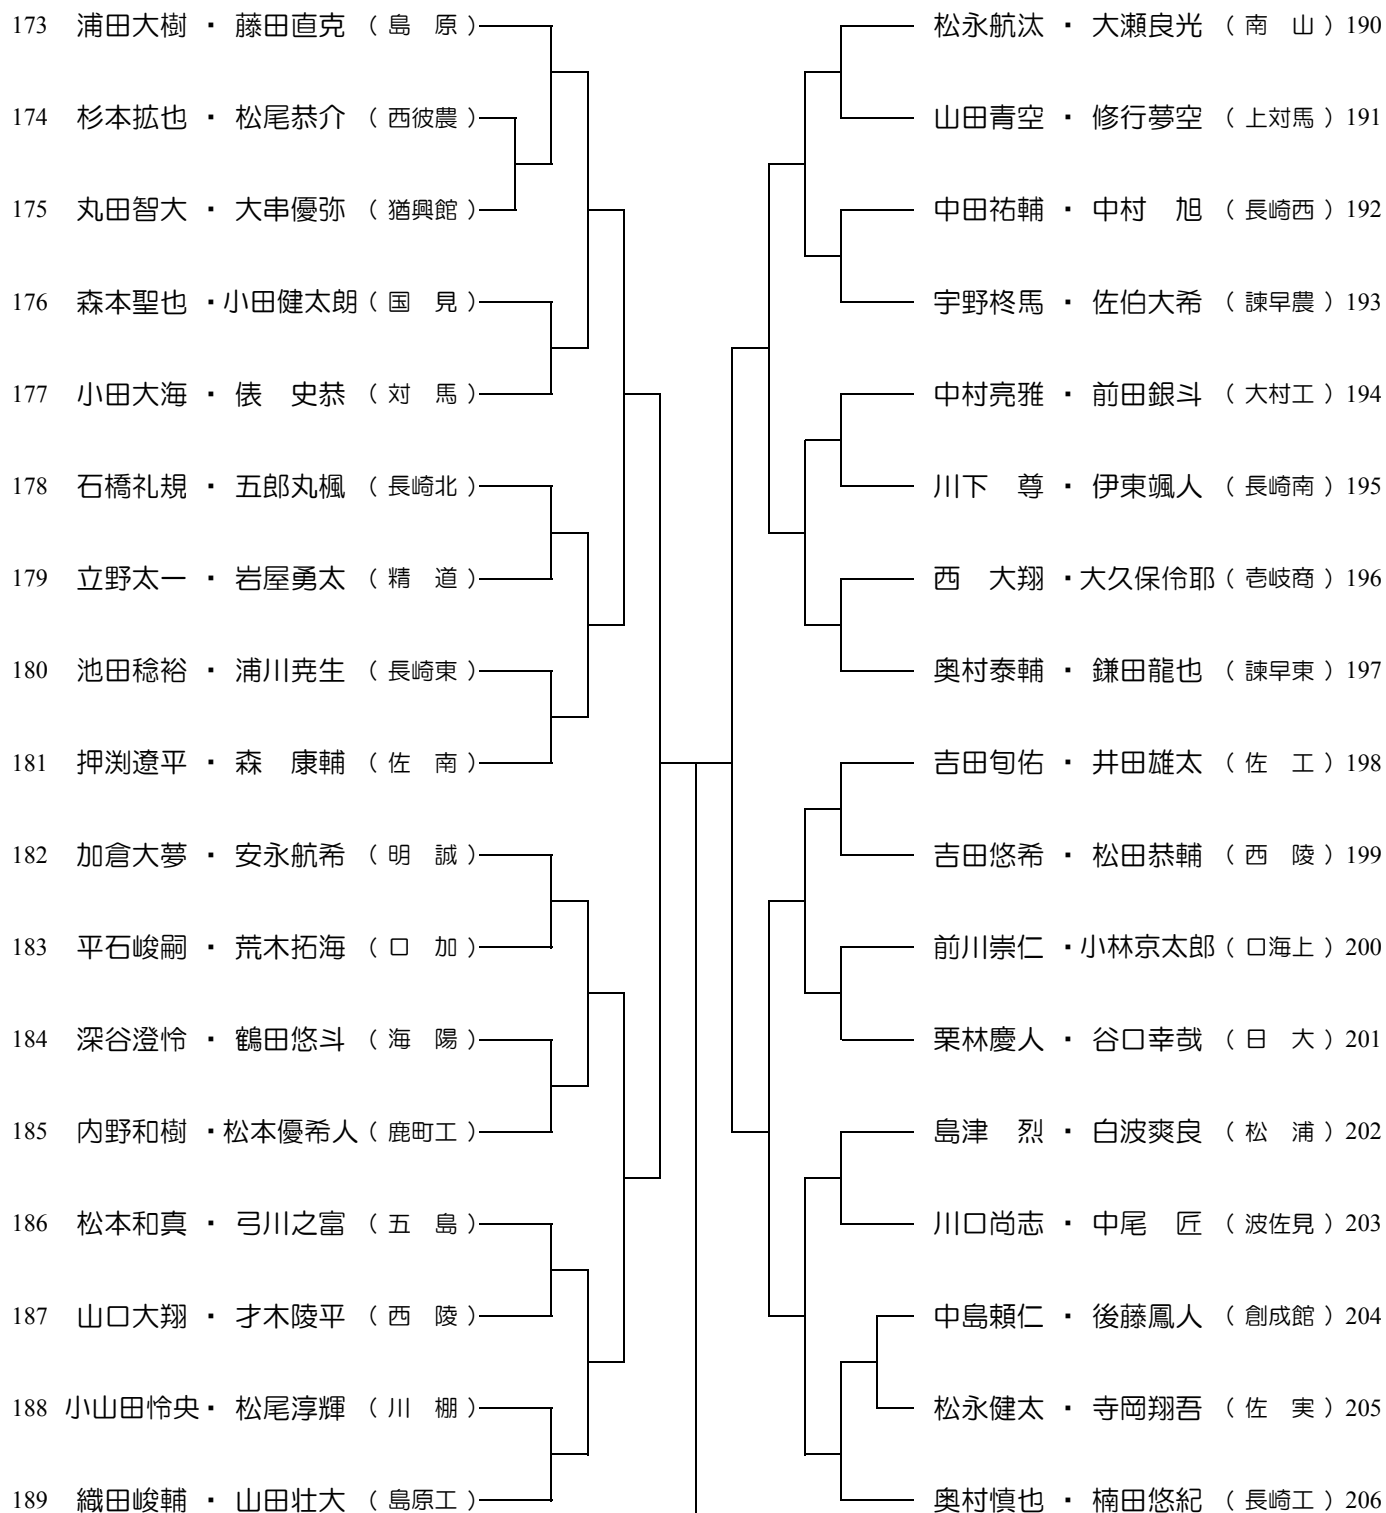 173 浦田大樹 ・ 藤田直克 （ 島　原 ）
174 杉本拡也 ・ 松尾恭介 （ 西彼農 ）
175 丸田智大 ・ 大串優弥 （ 猶興館 ）
176 森本聖也 ・ 小田健太朗 （ 国　見 ）
177 小田大海 ・ 俵　史恭 （ 対　馬 ）
178 石橋礼規 ・ 五郎丸楓 （ 長崎北 ）
179 立野太一 ・ 岩屋勇太 （ 精　道 ）
180 池田稔裕 ・ 浦川尭生 （ 長崎東 ）
181 押渕遼平 ・ 森　康輔 （ 佐　南 ）
182 加倉大夢 ・ 安永航希 （ 明　誠 ）
183 平石峻嗣 ・ 荒木拓海 （ 口　加 ）
184 深谷澄怜 ・ 鶴田悠斗 （ 海　陽 ）
185 内野和樹 ・ 松本優希人 （ 鹿町工 ）
186 松本和真 ・ 弓川之富 （ 五　島 ）
187 山口大翔 ・ 才木陵平 （ 西　陵 ）
188 小山田怜央 ・ 松尾淳輝 （ 川　棚 ）
189 織田峻輔 ・ 山田壮大 （ 島原工 ）
松永航汰 ・ 大瀬良光 （ 南　山 ） 190
山田青空 ・ 修行夢空 （ 上対馬 ） 191
中田祐輔 ・ 中村　旭 （ 長崎西 ） 192
宇野柊馬 ・ 佐伯大希 （ 諫早農 ） 193
中村亮雅 ・ 前田銀斗 （ 大村工 ） 194
川下　尊 ・ 伊東颯人 （ 長崎南 ） 195
西　大翔 ・ 大久保伶耶 （ 壱岐商 ） 196
奥村泰輔 ・ 鎌田龍也 （ 諫早東 ） 197
吉田旬佑 ・ 井田雄太 （ 佐　工 ） 198
吉田悠希 ・ 松田恭輔 （ 西　陵 ） 199
前川崇仁 ・ 小林京太郎 （ 口海上 ） 200
栗林慶人 ・ 谷口幸哉 （ 日　大 ） 201
島津　烈 ・ 白波爽良 （ 松　浦 ） 202
川口尚志 ・ 中尾　匠 （ 波佐見 ） 203
中島頼仁 ・ 後藤鳳人 （ 創成館 ） 204
松永健太 ・ 寺岡翔吾 （ 佐　実 ） 205
奥村慎也 ・ 楠田悠紀 （ 長崎工 ） 206